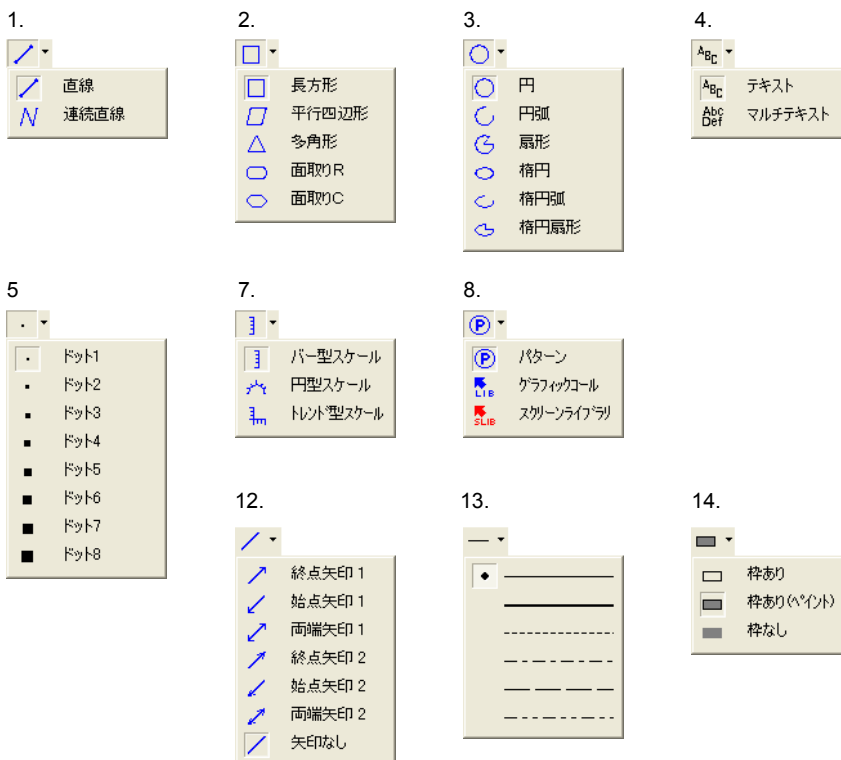 1.
直線
連続直線
2.
長方形
平行四辺形
多角形
面取りR
面取りC
3.
円
円弧
扇形
楕円
楕円弧
楕円扇形
4.
ABC
ABC
テキスト
Abc
Def
マルチテキスト
5
ドット1
ドット2
ドット3
ドット4
ドット5
ドット6
ドット7
ドット8
7.
バー型スケール
円型スケール
トレンド型スケール
8.
P
P
パターン
LIB
グラフィックコール
SLIB
スクリーンライブラリ
12.
終点矢印 1
始点矢印 1
両端矢印 1
終点矢印 2
始点矢印 2
両端矢印 2
矢印なし
13.
14.
枠あり
枠あり(ペイント)
枠なし